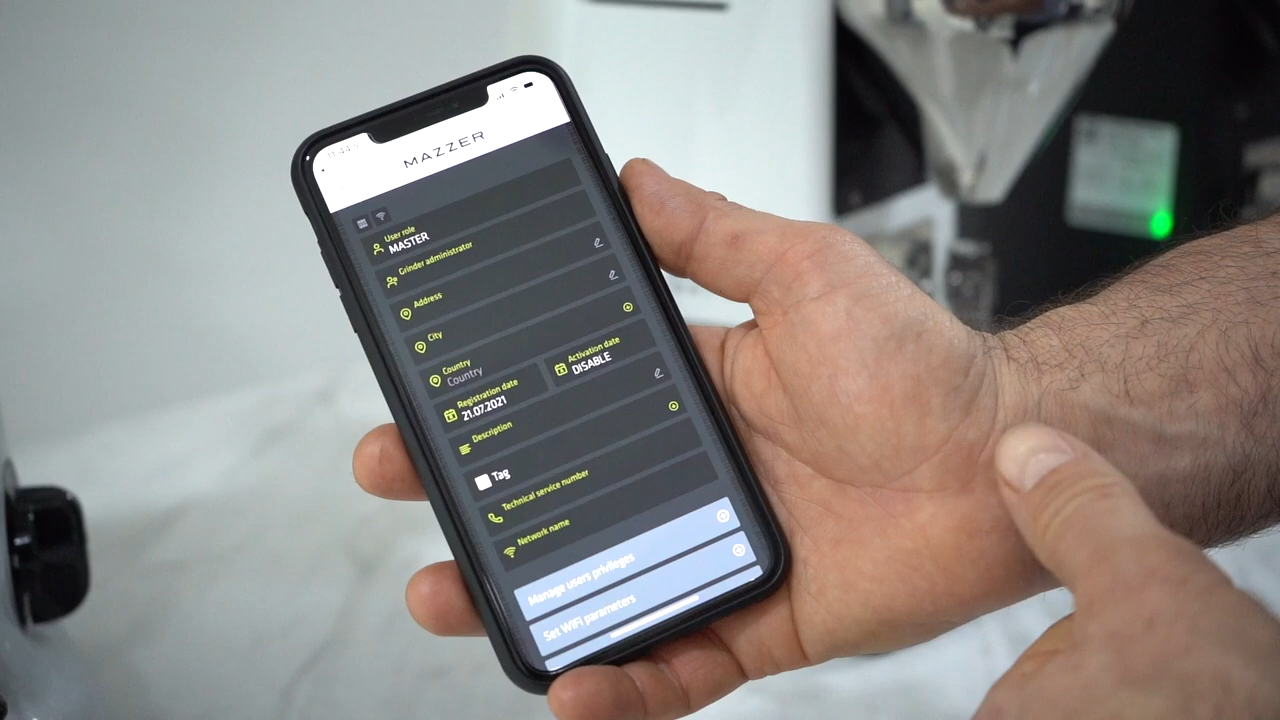 MAZZER
User role
MASTER
Grinder administrator
Address
City
Country
Country
Registration date
21.07.2021
Activation date
DISABLE
Description
Tag
Technical service number
Network name
Manage users privileges
Set WiFi parameters